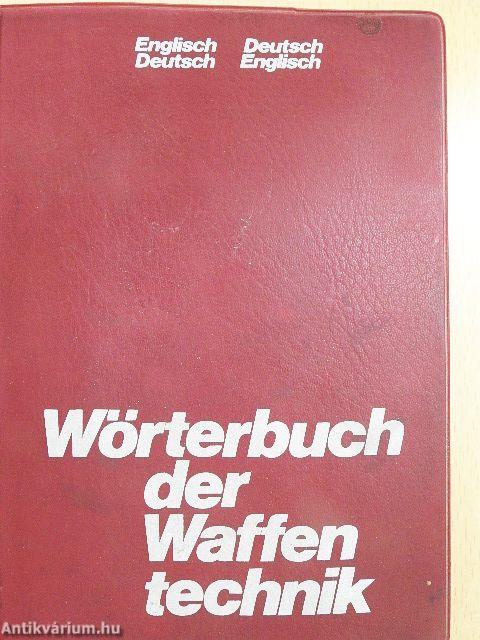 Englisch Deutsch
Deutsch Englisch
Wörterbuch
der
Waffen
technik
Antikvárium.hu